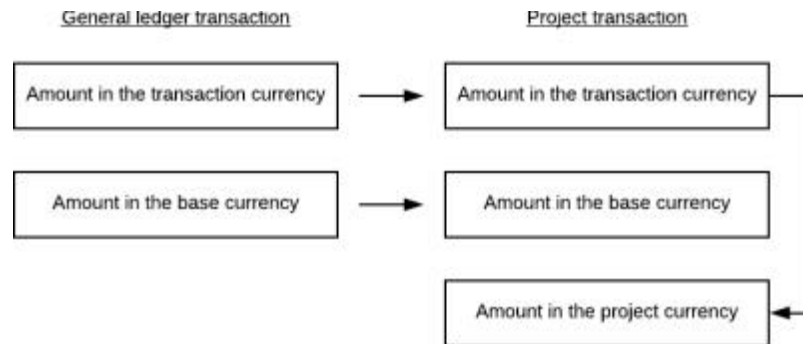 General ledger transaction
Project transaction
Amount in the transaction currency
Amount in the transaction currency
Amount in the base currency
Amount in the base currency
Amount in the project currency